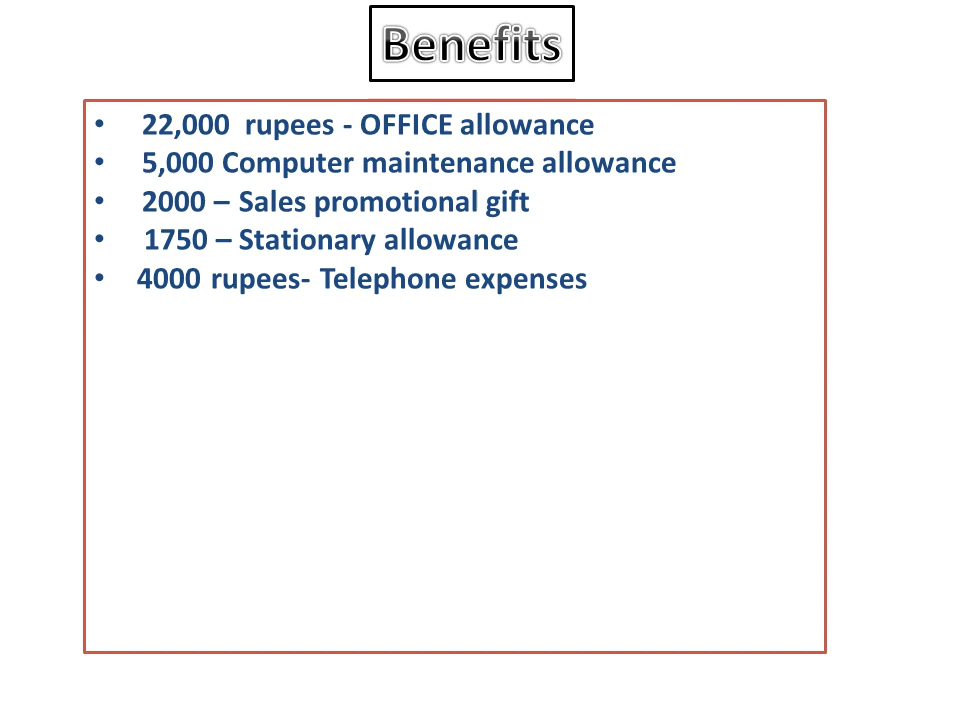 Benefits
• 22,000 rupees - OFFICE allowance
• 5,000 Computer maintenance allowance
• 2000 – Sales promotional gift
• 1750 – Stationary allowance
• 4000 rupees- Telephone expenses